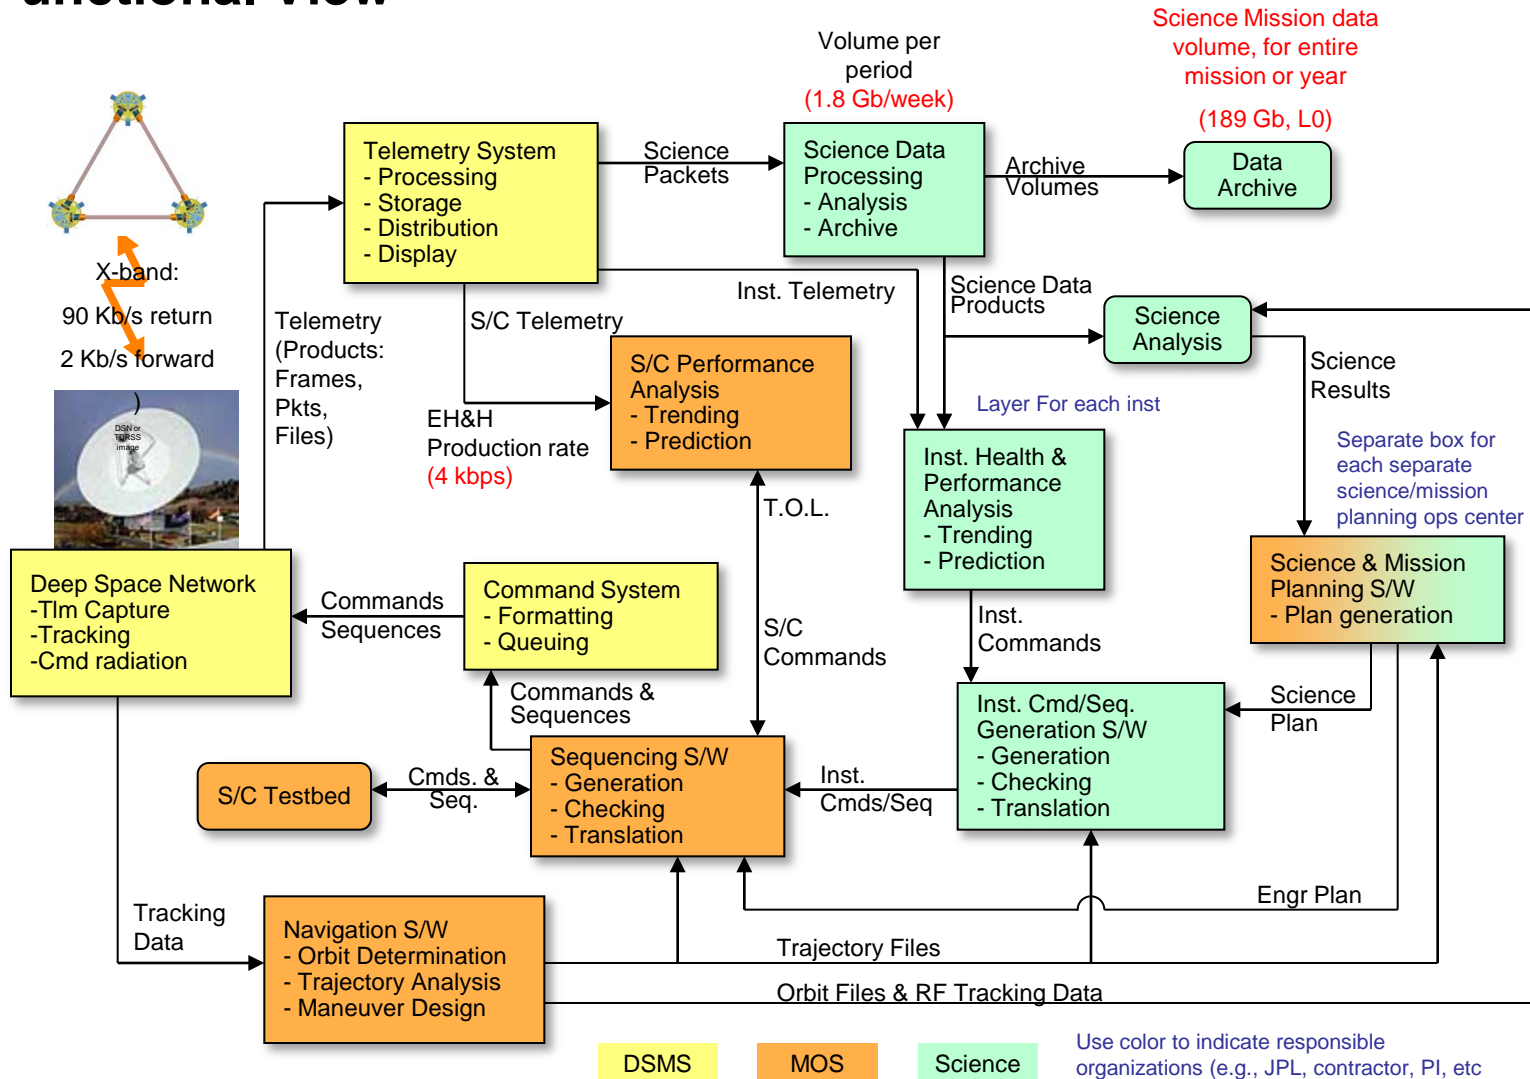 View
Science Mission data
volume, for entire
mission or year
(189 Gb, L0)
Volume per
period
(1.8 Gb/week)
Telemetry System
- Processing
- Storage
- Distribution
- Display
Science
Packets
Science Data
Processing
- Analysis
- Archive
Archive
Volumes
Data
Archive
X-band:
90 Kb/s return
2 Kb/s forward
)
DSN or
TDRSS
image
Telemetry
(Products:
Frames,
Pkts,
Files)
S/C Telemetry
Inst. Telemetry
Science Data
Products
Science
Analysis
Science
Results
S/C Performance
Analysis
- Trending
- Prediction
EH&H
Production rate
(4 kbps)
Layer For each inst
Inst. Health &
Performance
Analysis
- Trending
- Prediction
Separate box for
each separate
science/mission
planning ops center
T.O.L.
Deep Space Network
-Tlm Capture
-Tracking
-Cmd radiation
Commands
Sequences
Command System
- Formatting
- Queuing
S/C
Commands
Inst.
Commands
Science & Mission
Planning S/W
- Plan generation
Commands &
Sequences
Science
Plan
S/C Testbed
Cmds. &
Seq.
Sequencing S/W
- Generation
- Checking
- Translation
Inst.
Cmds/Seq
Inst. Cmd/Seq.
Generation S/W
- Generation
- Checking
- Translation
Engr Plan
Tracking
Data
Navigation S/W
- Orbit Determination
- Trajectory Analysis
- Maneuver Design
Trajectory Files
Orbit Files & RF Tracking Data
DSMS
MOS
Science
Use color to indicate responsible
organizations (e.g., JPL, contractor, PI, etc